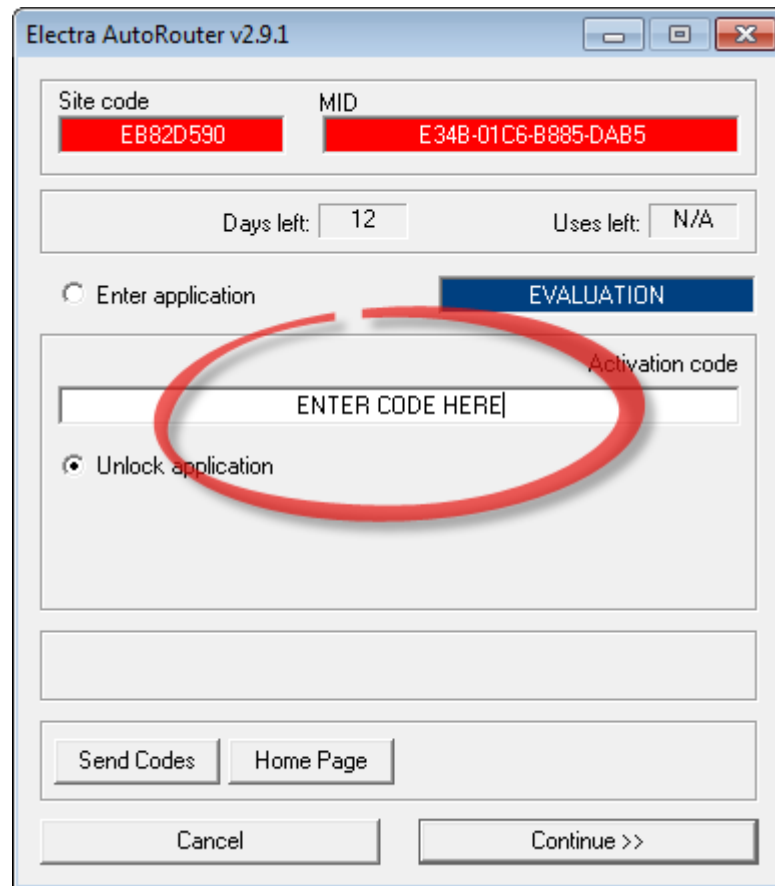 Electra AutoRouter v2.9.1
Site code MID
EB82D590 E34B-01C6-B885-DAB5
Days left: 12 Uses left: N/A
Enter application EVALUATION
Activation code
ENTER CODE HERE
Unlock application
Send Codes Home Page
Cancel Continue >>